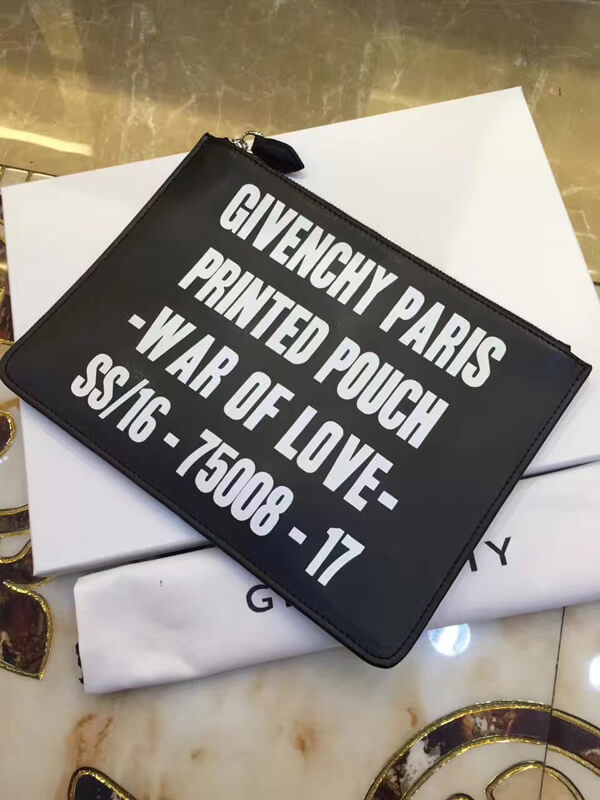 GIVENCHY PARIS
PRINTED POUCH
-WAR OF LOVE-
SS/16 - 75008 - 17